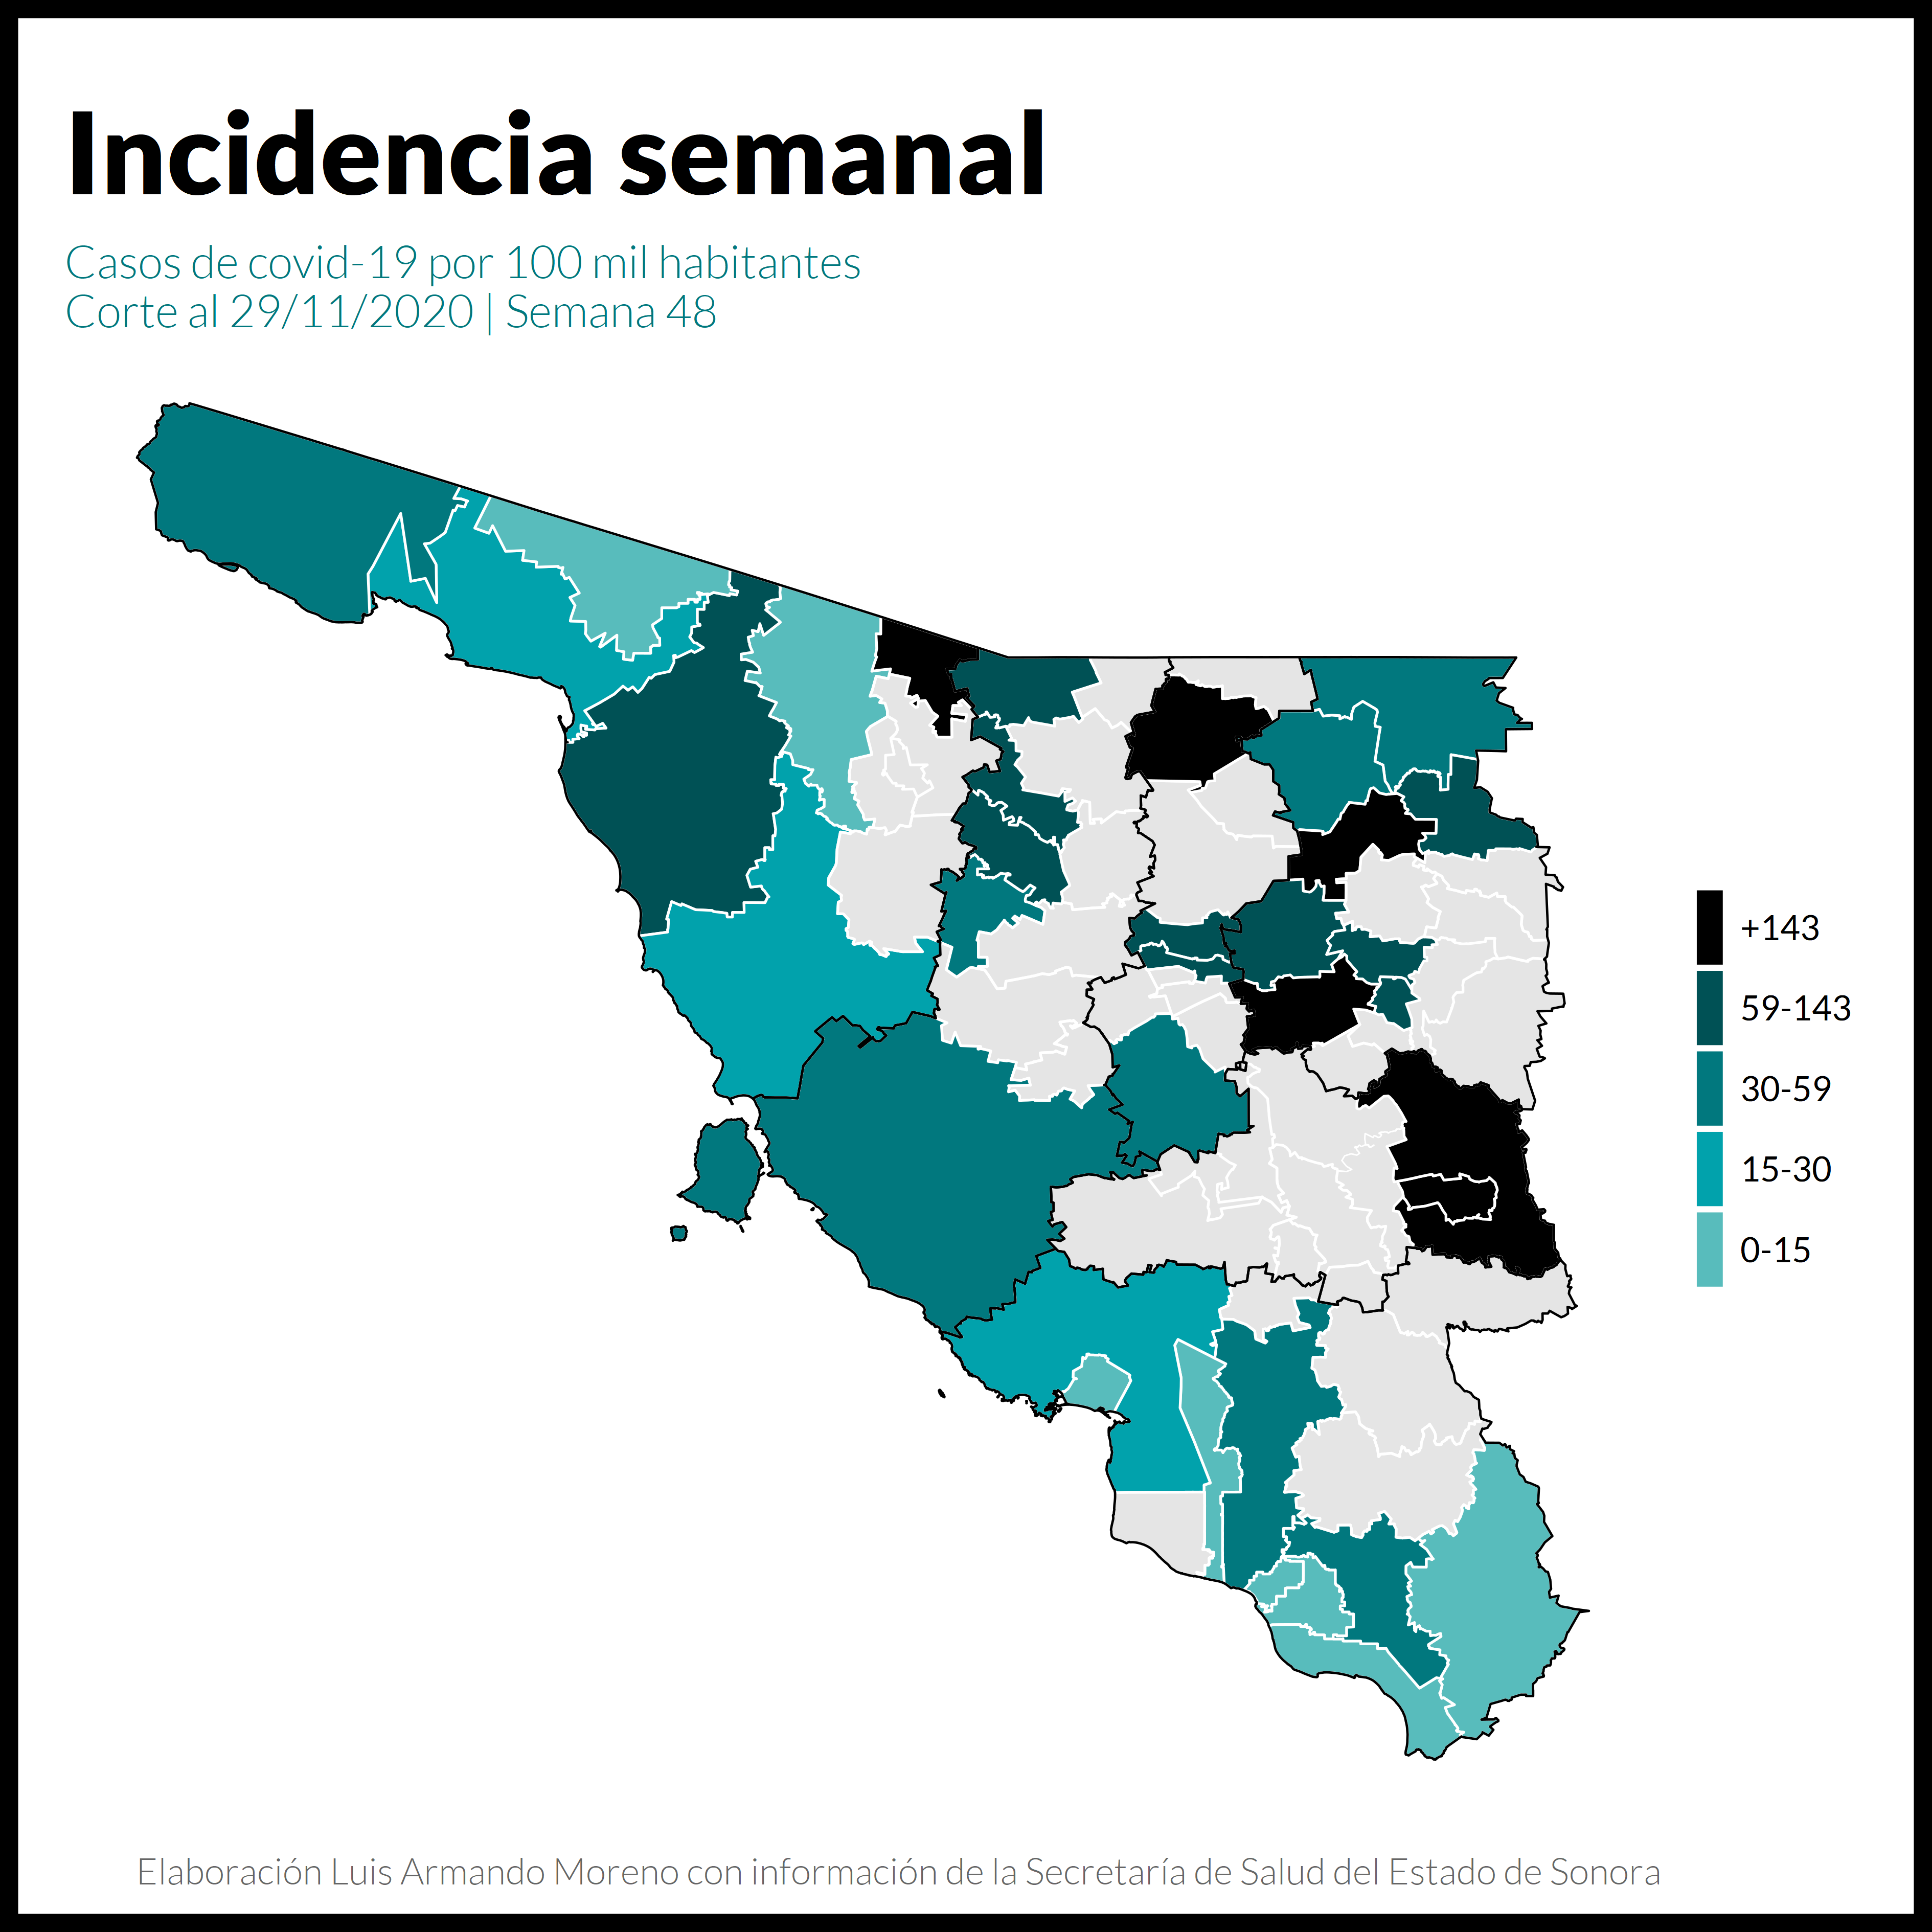 Incidencia semanal
Casos de covid-19 por 100 mil habitantes
Corte al 29/11/2020 | Semana 48
+143
59-143
30-59
15-30
0-15
Elaboración Luis Armando Moreno con información de la Secretaría de Salud del Estado de Sonora